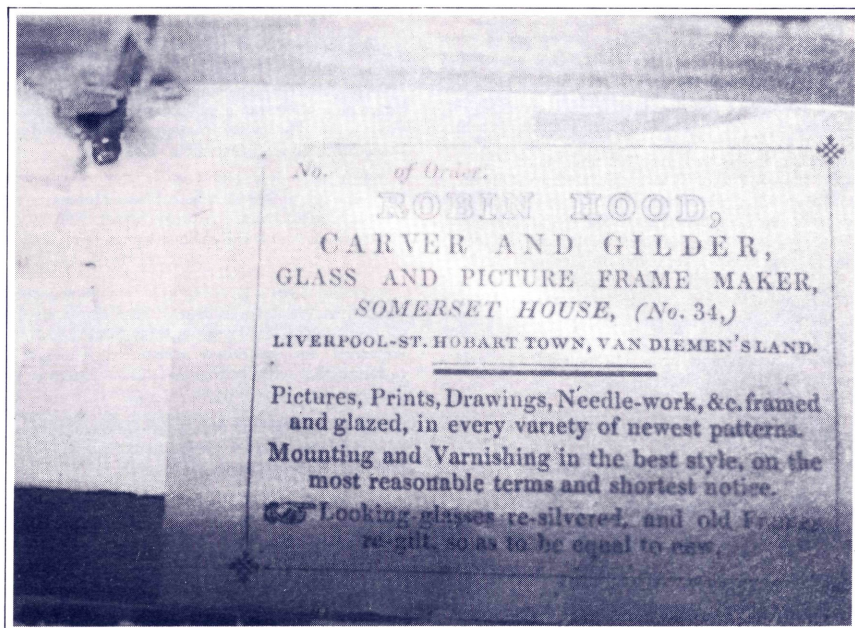 No. of Order.
ROBIN HOOD,
CARVER AND GILDER,
GLASS AND PICTURE FRAME MAKER,
SOMERSET HOUSE, (No. 34,)
LIVERPOOL-ST. HOBART TOWN, VAN DIEMEN'S LAND.
Pictures, Prints, Drawings, Needle-work, &c. framed
and glazed, in every variety of newest patterns.
Mounting and Varnishing in the best style, on the
most reasonable terms and shortest notice.
Looking-glasses re-silvered, and old Frames
re-gilt, so as to be equal to new.